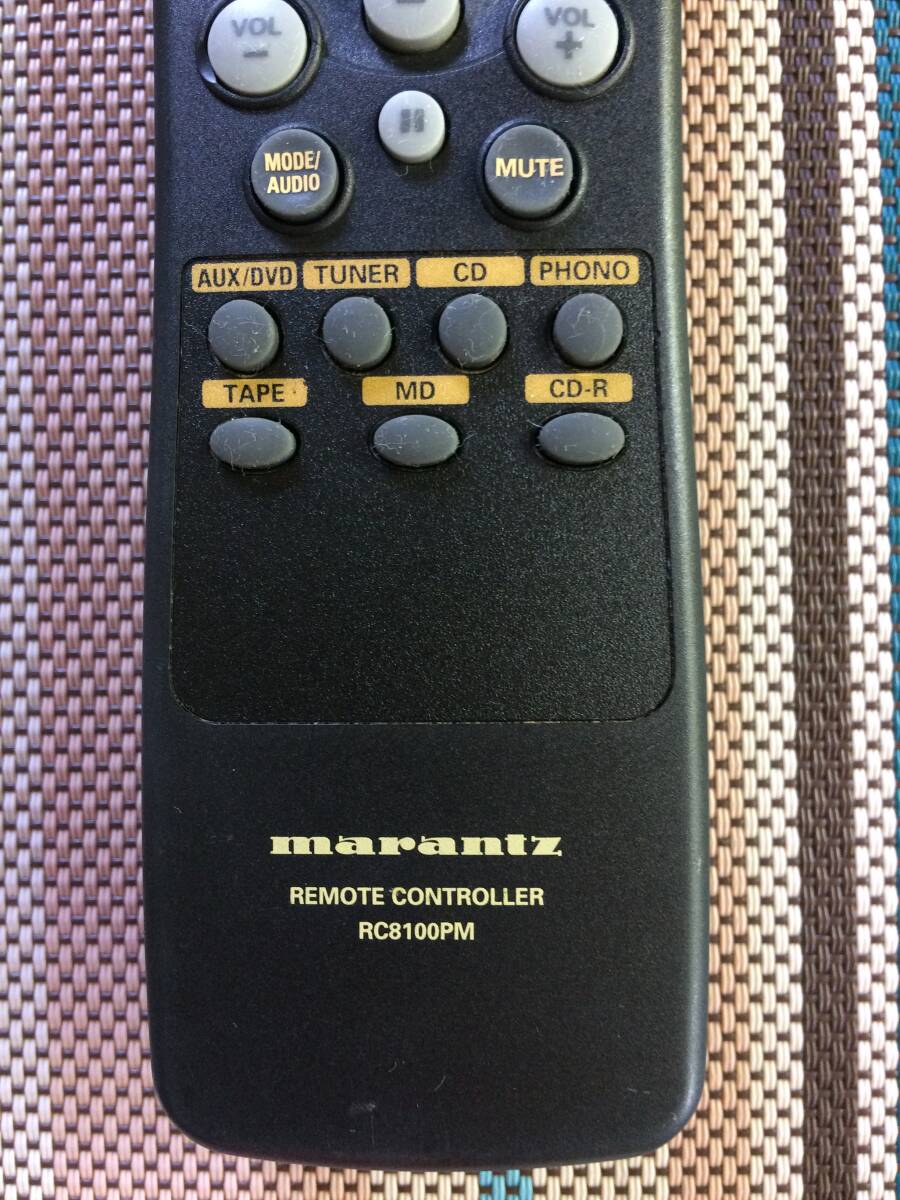 VOL
VOL
−
+
MODE/
AUDIO
MUTE
AUX/DVD TUNER CD PHONO
TAPE MD CD-R
marantz
REMOTE CONTROLLER
RC8100PM